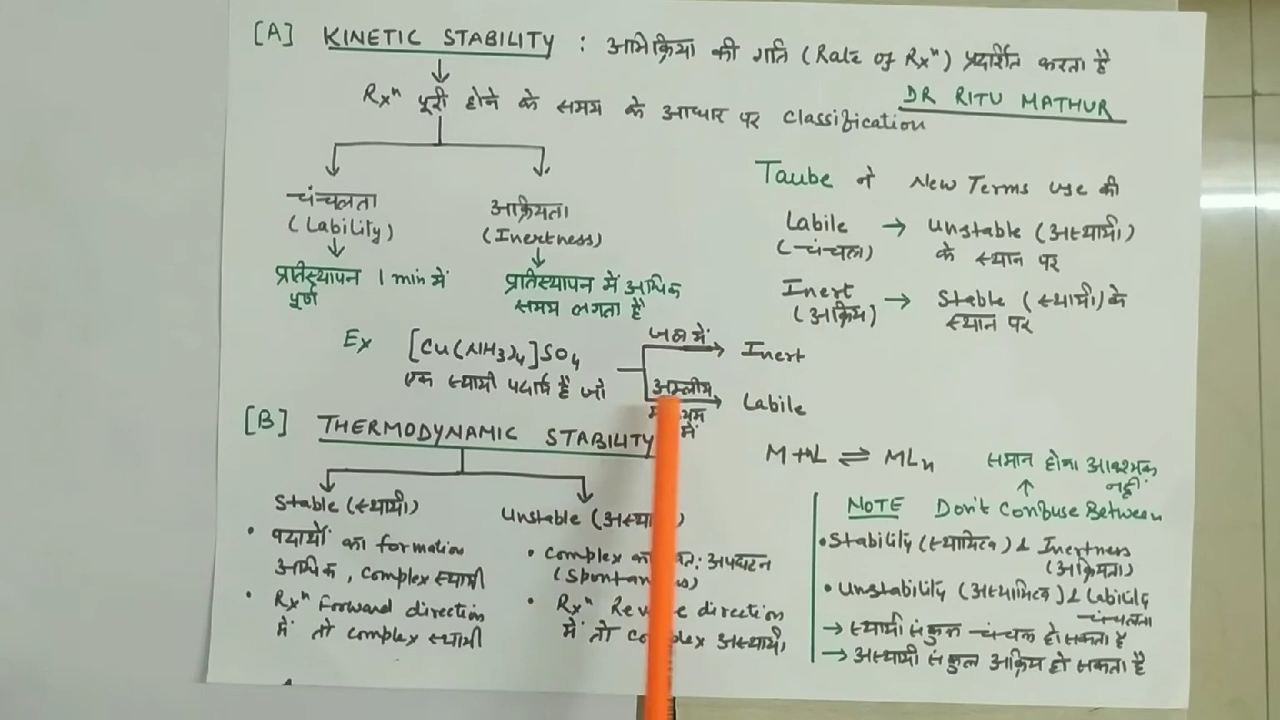 [A] KINETIC STABILITY : अभिक्रिया की गति (Rate of Rxⁿ) प्रदर्शित करता है
DR RITU MATHUR
Rxⁿ पूरी होने के समय के आधार पर classification
चंचलता
(Lability)
प्रतिस्थापन 1 min में
पूर्ण
अक्रियता
(Inertness)
प्रतिस्थापन में अधिक
समय लगता है
Taube ने New Terms use की
Labile → Unstable (अस्थायी)
(चंचल) के स्थान पर
Inert → Stable (स्थायी) के
(अक्रिय) स्थान पर
Ex [Cu(NH3)4]SO4
एक स्थायी पदार्थ है जो
जल में → Inert
अम्लीय → Labile
में
[B] THERMODYNAMIC STABILITY
M+nL ⇌ MLn
Stable (स्थायी)
• पदार्थों का formation
अधिक, complex स्थायी
• Rxⁿ forward direction
में तो complex स्थायी
Unstable
• Complex
अपघटन
• Rxⁿ direction
में तो अस्थायी
समान होना आवश्यक
नहीं
NOTE Don't Confuse Between
• Stability (स्थायित्व) & Inertness
(अक्रियता)
• Unstability (अस्थायित्व) & Lability
चंचलता
→ स्थायी संकुल चंचल हो सकता है
→ अस्थायी संकुल अक्रिय हो सकता है